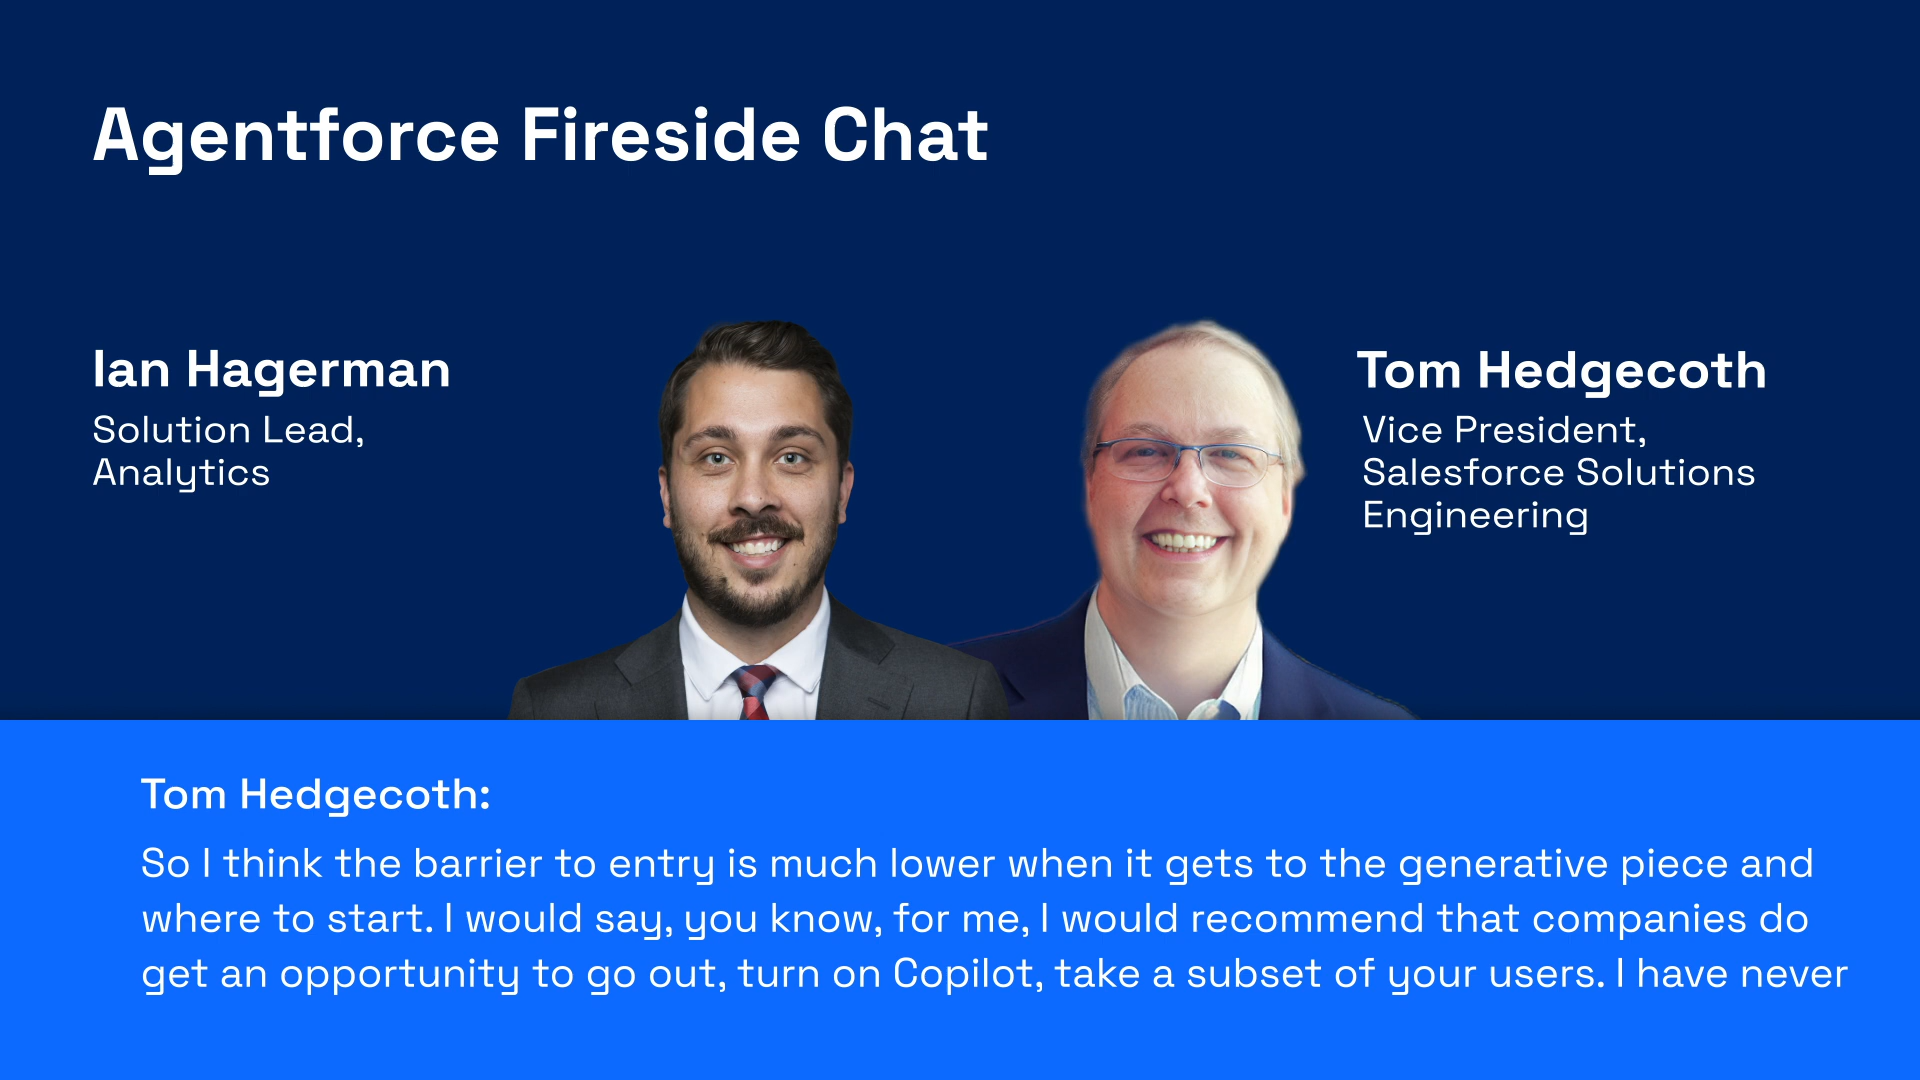 Agentforce Fireside Chat
Ian Hagerman
Solution Lead,
Analytics
Tom Hedgecoth
Vice President,
Salesforce Solutions
Engineering
Tom Hedgecoth:
So I think the barrier to entry is much lower when it gets to the generative piece and
where to start. I would say, you know, for me, I would recommend that companies do
get an opportunity to go out, turn on Copilot, take a subset of your users. I have never